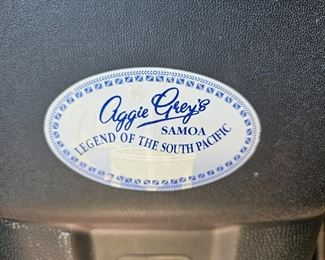 Aggie Grey's
SAMOA
LEGEND OF THE SOUTH PACIFIC